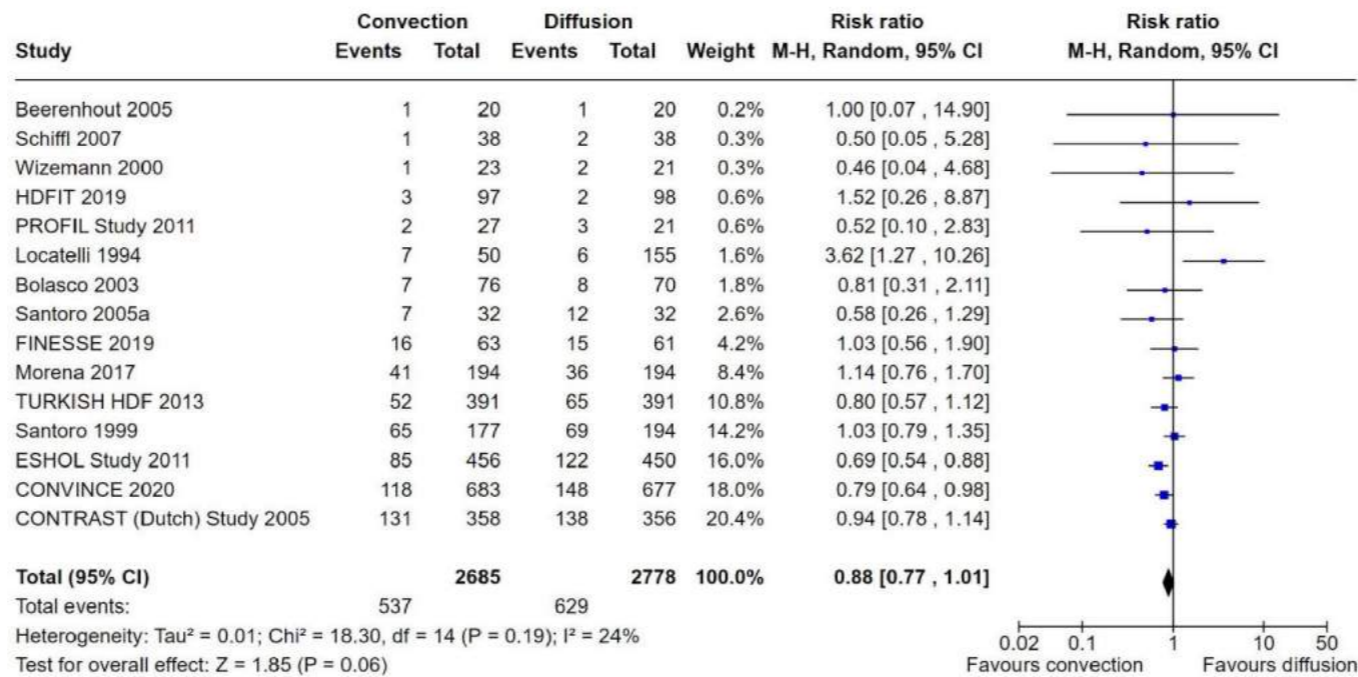 Convection Diffusion Risk ratio Risk ratio
Study Events Total Events Total Weight M-H, Random, 95% CI M-H, Random, 95% CI
Beerenhout 2005 1 20 1 20 0.2% 1.00 [0.07 , 14.90]
Schiffl 2007 1 38 2 38 0.3% 0.50 [0.05 , 5.28]
Wizemann 2000 1 23 2 21 0.3% 0.46 [0.04 , 4.68]
HDFIT 2019 3 97 2 98 0.6% 1.52 [0.26 , 8.87]
PROFIL Study 2011 2 27 3 21 0.6% 0.52 [0.10 , 2.83]
Locatelli 1994 7 50 6 155 1.6% 3.62 [1.27 , 10.26]
Bolasco 2003 7 76 8 70 1.8% 0.81 [0.31 , 2.11]
Santoro 2005a 7 32 12 32 2.6% 0.58 [0.26 , 1.29]
FINESSE 2019 16 63 15 61 4.2% 1.03 [0.56 , 1.90]
Morena 2017 41 194 36 194 8.4% 1.14 [0.76 , 1.70]
TURKISH HDF 2013 52 391 65 391 10.8% 0.80 [0.57 , 1.12]
Santoro 1999 65 177 69 194 14.2% 1.03 [0.79 , 1.35]
ESHOL Study 2011 85 456 122 450 16.0% 0.69 [0.54 , 0.88]
CONVINCE 2020 118 683 148 677 18.0% 0.79 [0.64 , 0.98]
CONTRAST (Dutch) Study 2005 131 358 138 356 20.4% 0.94 [0.78 , 1.14]
Total (95% CI) 2685 2778 100.0% 0.88 [0.77 , 1.01]
Total events: 537 629
Heterogeneity: Tau² = 0.01; Chi² = 18.30, df = 14 (P = 0.19); I² = 24%
Test for overall effect: Z = 1.85 (P = 0.06)
0.02 0.1 1 10 50
Favours convection Favours diffusion